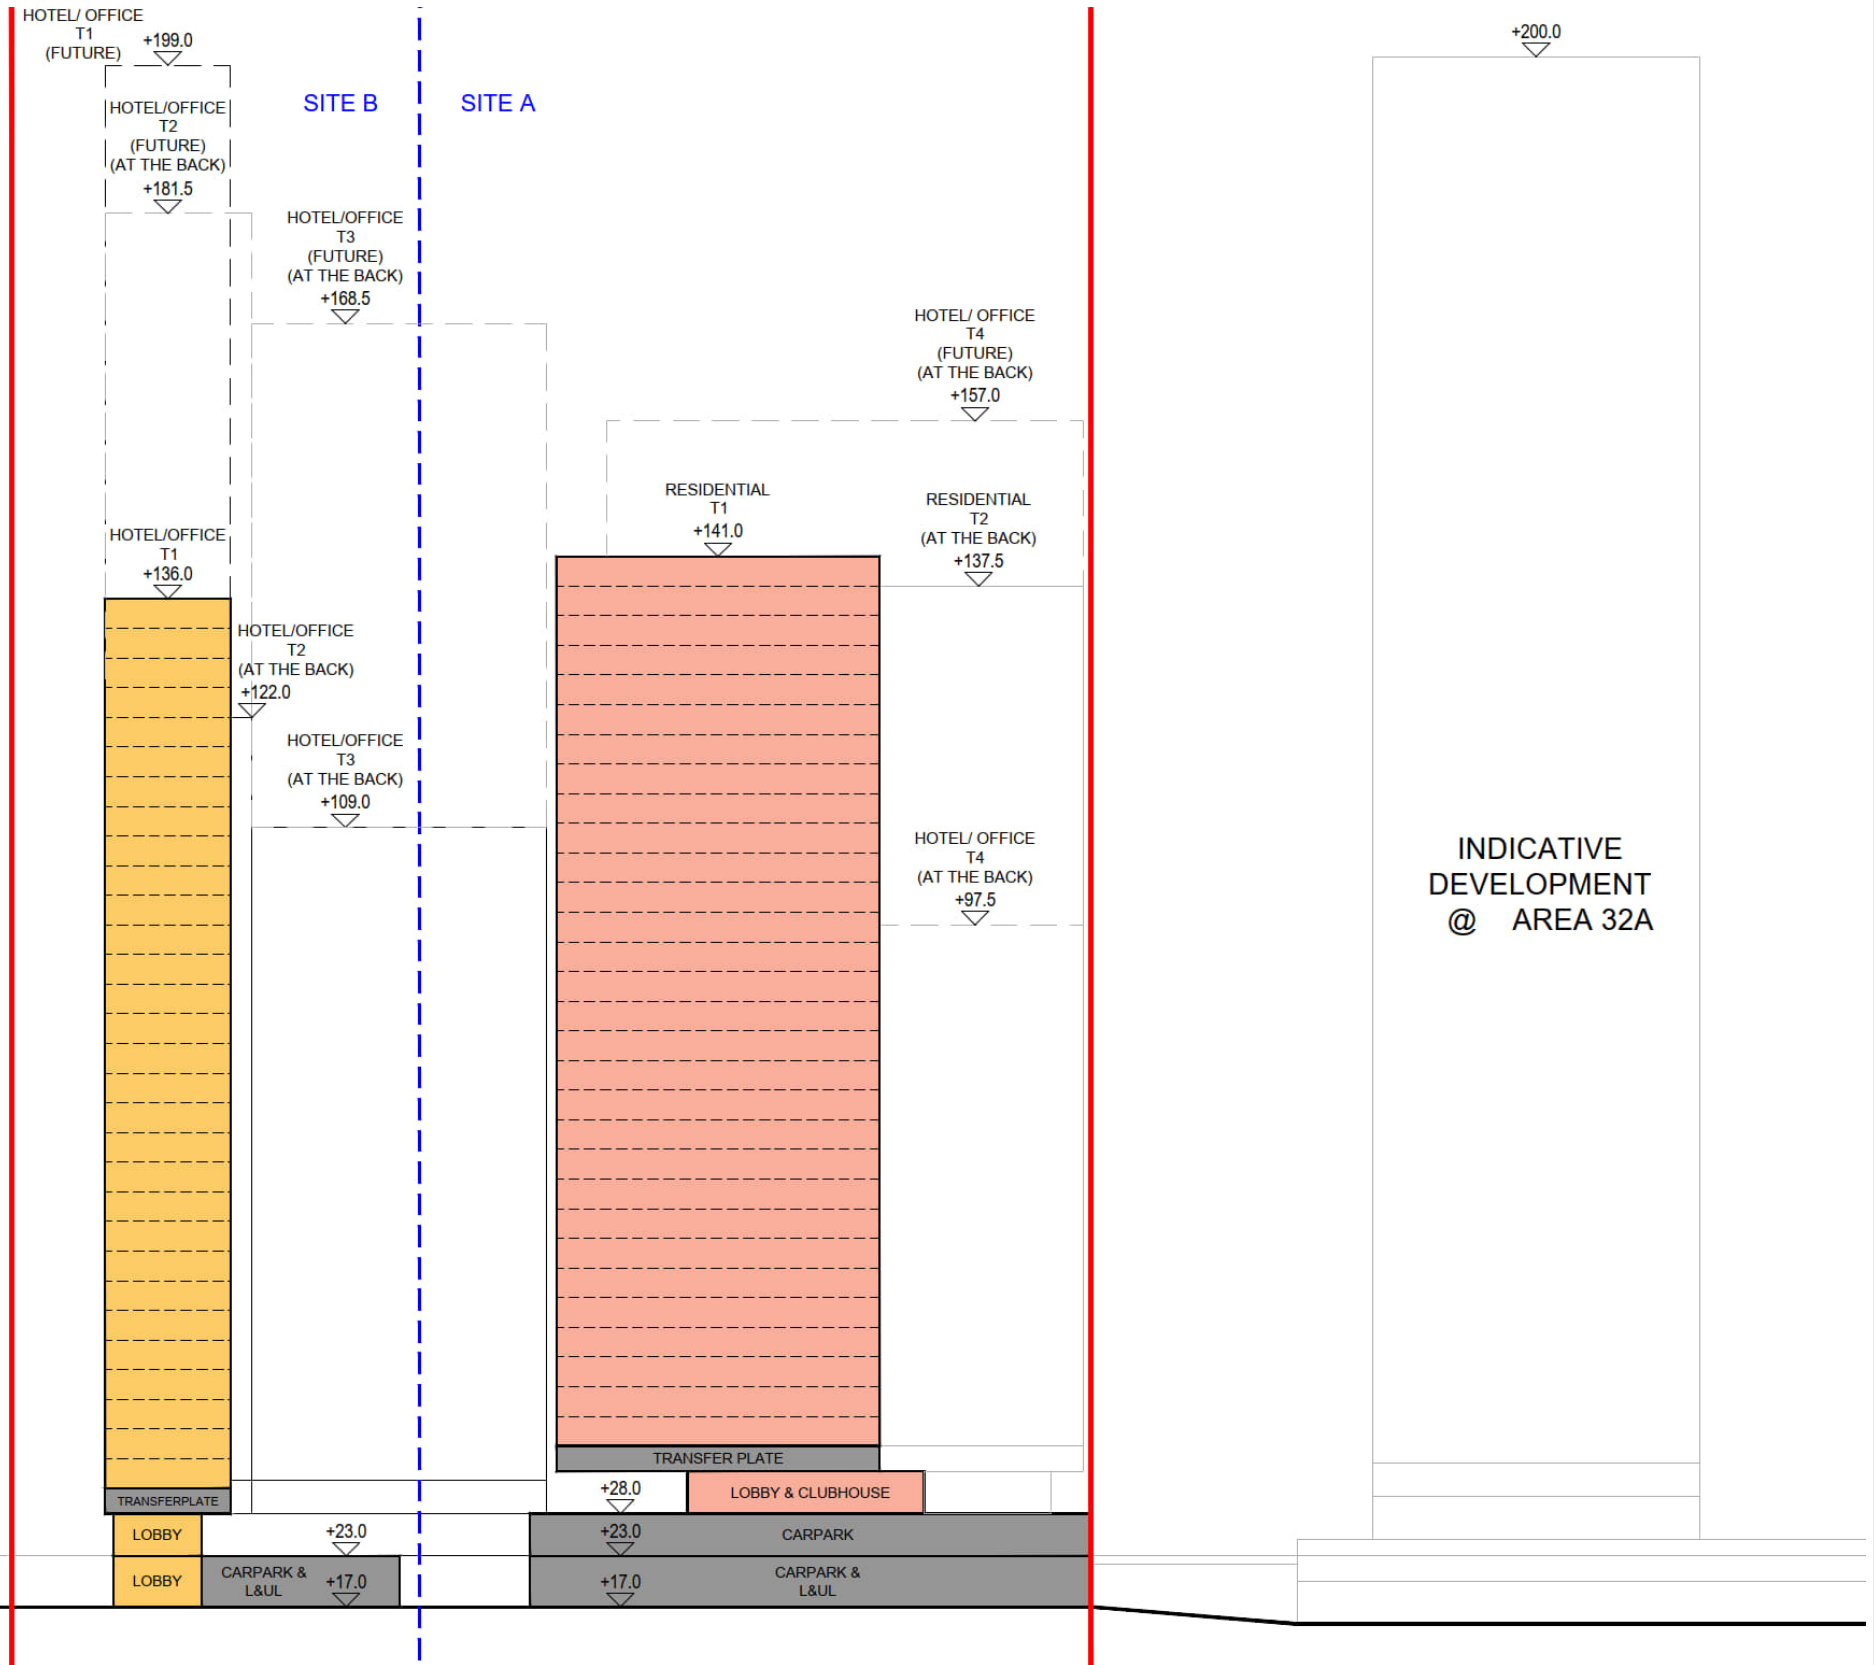 HOTEL/ OFFICE
T1
(FUTURE)
+199.0
HOTEL/OFFICE
T2
(FUTURE)
(AT THE BACK)
+181.5
SITE B
SITE A
HOTEL/OFFICE
T3
(FUTURE)
(AT THE BACK)
+168.5
HOTEL/ OFFICE
T4
(FUTURE)
(AT THE BACK)
+157.0
+200.0
HOTEL/OFFICE
T1
+136.0
RESIDENTIAL
T1
+141.0
RESIDENTIAL
T2
(AT THE BACK)
+137.5
HOTEL/OFFICE
T2
(AT THE BACK)
+122.0
HOTEL/OFFICE
T3
(AT THE BACK)
+109.0
HOTEL/ OFFICE
T4
(AT THE BACK)
+97.5
INDICATIVE
DEVELOPMENT
@ AREA 32A
TRANSFER PLATE
TRANSFERPLATE
+28.0
LOBBY & CLUBHOUSE
LOBBY
+23.0
+23.0
CARPARK
LOBBY
CARPARK &
L&UL
+17.0
+17.0
CARPARK &
L&UL